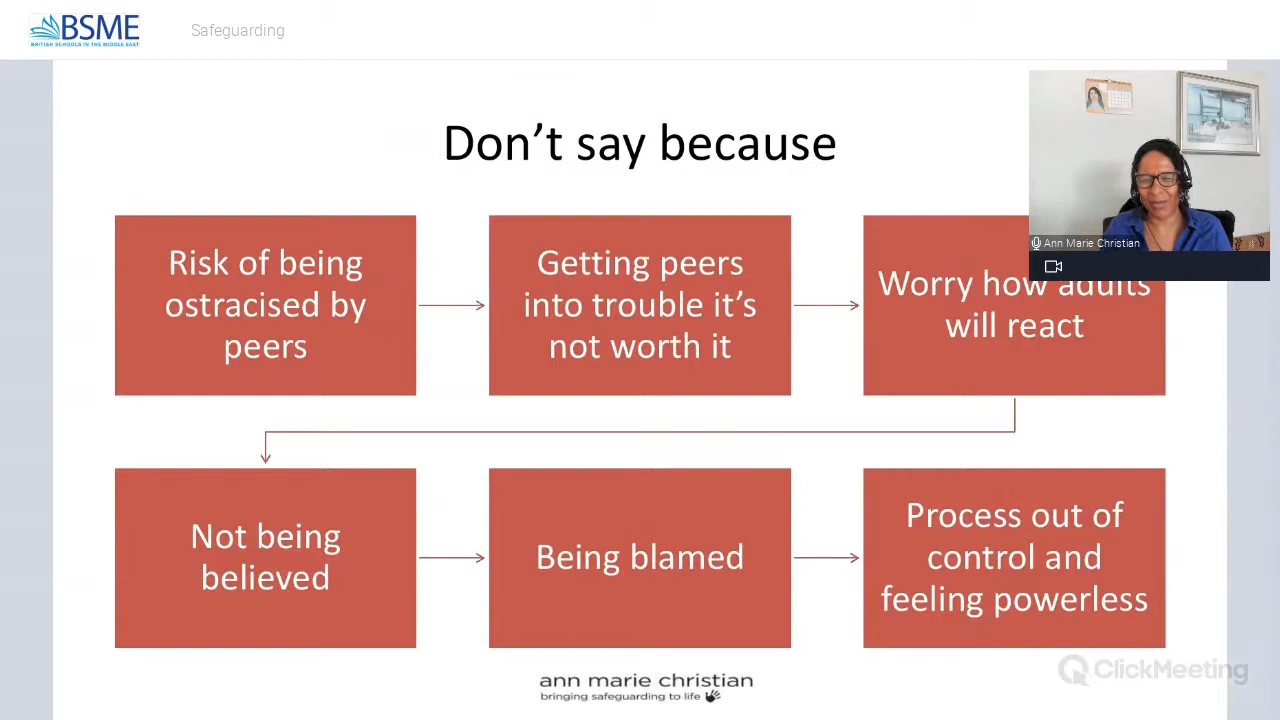 BSME
BRITISH SCHOOLS IN THE MIDDLE EAST
Safeguarding
Don't say because
Risk of being
ostracised by
peers
Getting peers
into trouble it's
not worth it
Worry how adults
will react
Ann Marie Christian
Not being
believed
Being blamed
Process out of
control and
feeling powerless
ann marie christian
bringing safeguarding to life
ClickMeeting